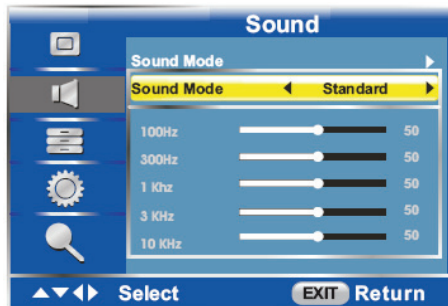 Sound
Sound Mode
Sound Mode Standard
100Hz 50
300Hz 50
1 Khz 50
3 KHz 50
10 KHz 50
Select EXIT Return